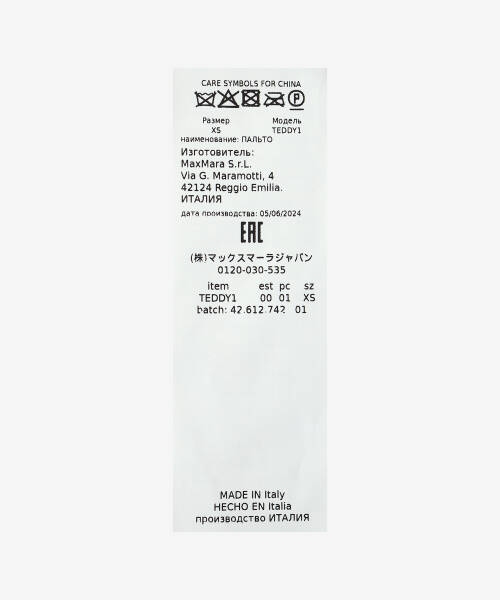 CARE SYMBOLS FOR CHINA
P
Размер Модель
XS TEDDY1
наименование: ПАЛЬТО
Изготовитель:
MaxMara S.r.L.
Via G. Maramotti, 4
42124 Reggio Emilia.
ИТАЛИЯ
дата производства: 05/06/2024
EAC
(株)マックスマーラジャパン
0120-030-535
item est pc sz
TEDDY1 00 01 XS
batch: 42.612.742 01
MADE IN Italy
HECHO EN Italia
производство ИТАЛИЯ